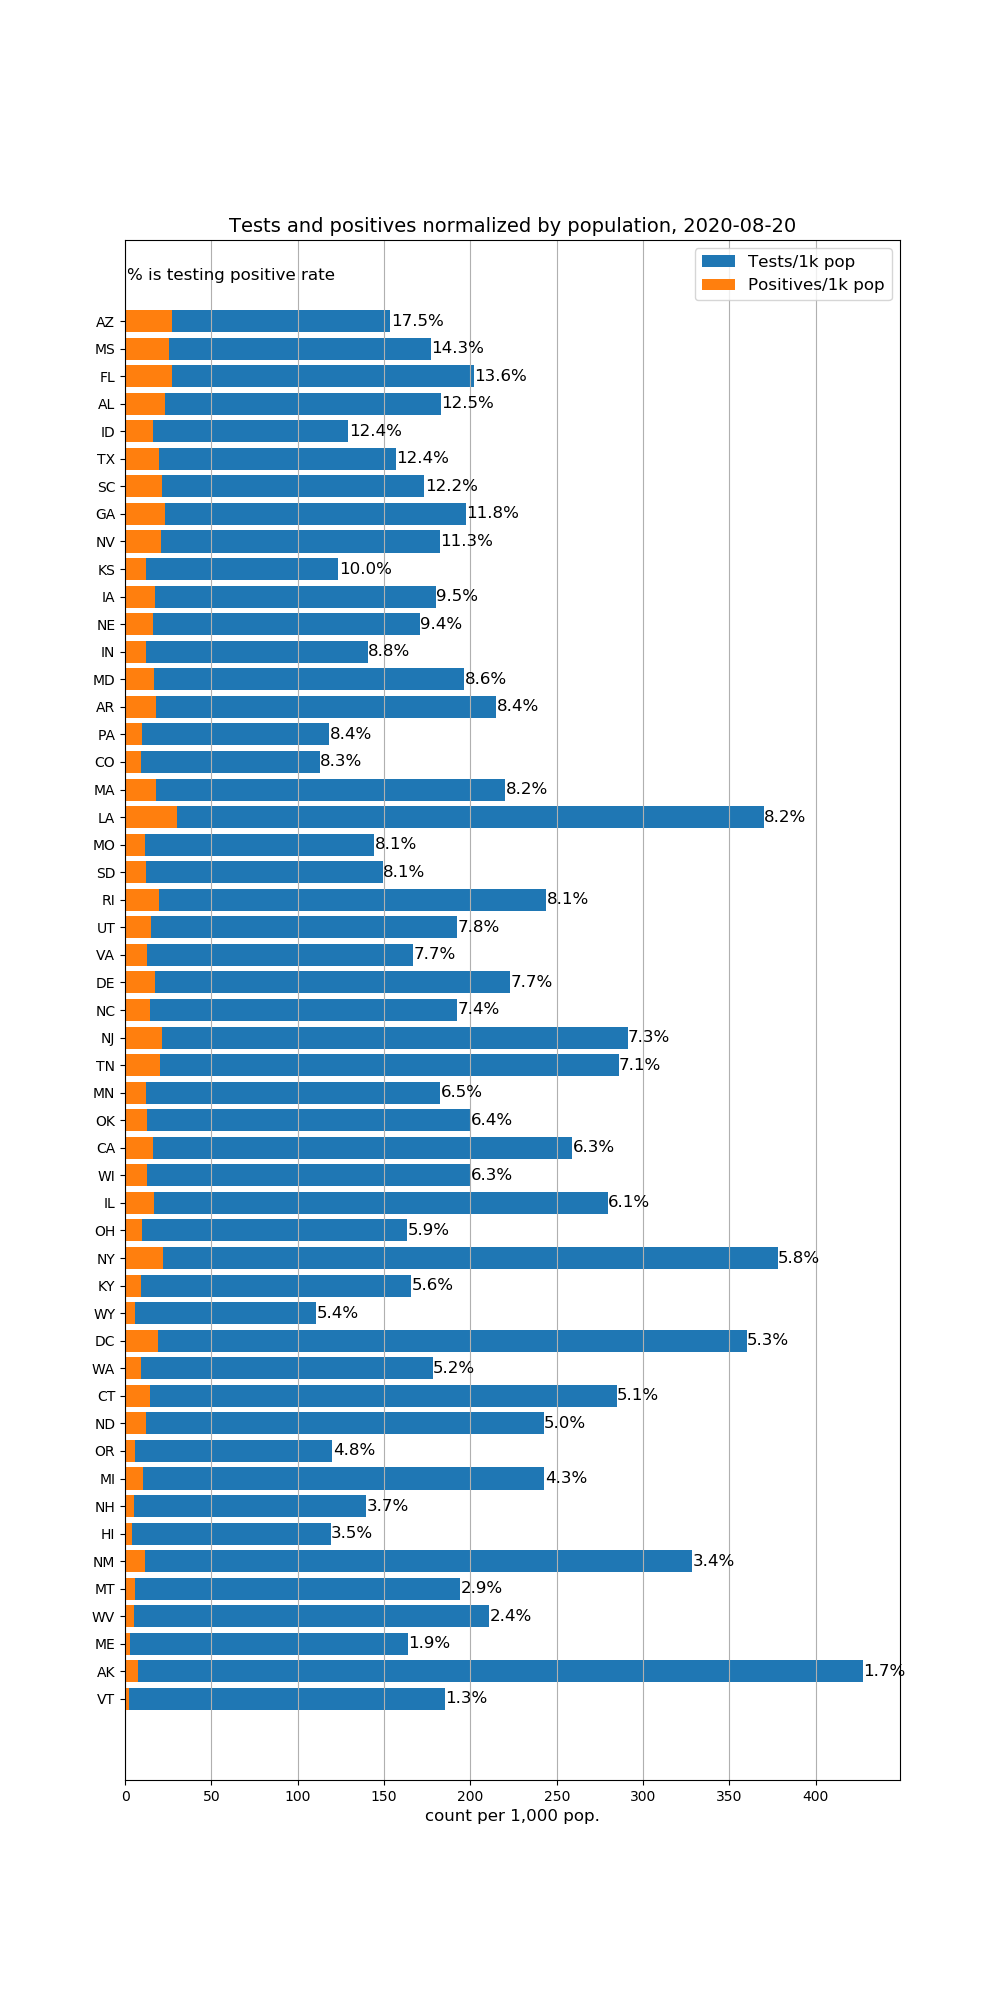 Tests and positives normalized by population, 2020-08-20
% is testing positive rate
Tests/1k pop
Positives/1k pop
AZ 17.5%
MS 14.3%
FL 13.6%
AL 12.5%
ID 12.4%
TX 12.4%
SC 12.2%
GA 11.8%
NV 11.3%
KS 10.0%
IA 9.5%
NE 9.4%
IN 8.8%
MD 8.6%
AR 8.4%
PA 8.4%
CO 8.3%
MA 8.2%
LA 8.2%
MO 8.1%
SD 8.1%
RI 8.1%
UT 7.8%
VA 7.7%
DE 7.7%
NC 7.4%
NJ 7.3%
TN 7.1%
MN 6.5%
OK 6.4%
CA 6.3%
WI 6.3%
IL 6.1%
OH 5.9%
NY 5.8%
KY 5.6%
WY 5.4%
DC 5.3%
WA 5.2%
CT 5.1%
ND 5.0%
OR 4.8%
MI 4.3%
NH 3.7%
HI 3.5%
NM 3.4%
MT 2.9%
WV 2.4%
ME 1.9%
AK 1.7%
VT 1.3%
0 50 100 150 200 250 300 350 400
count per 1,000 pop.